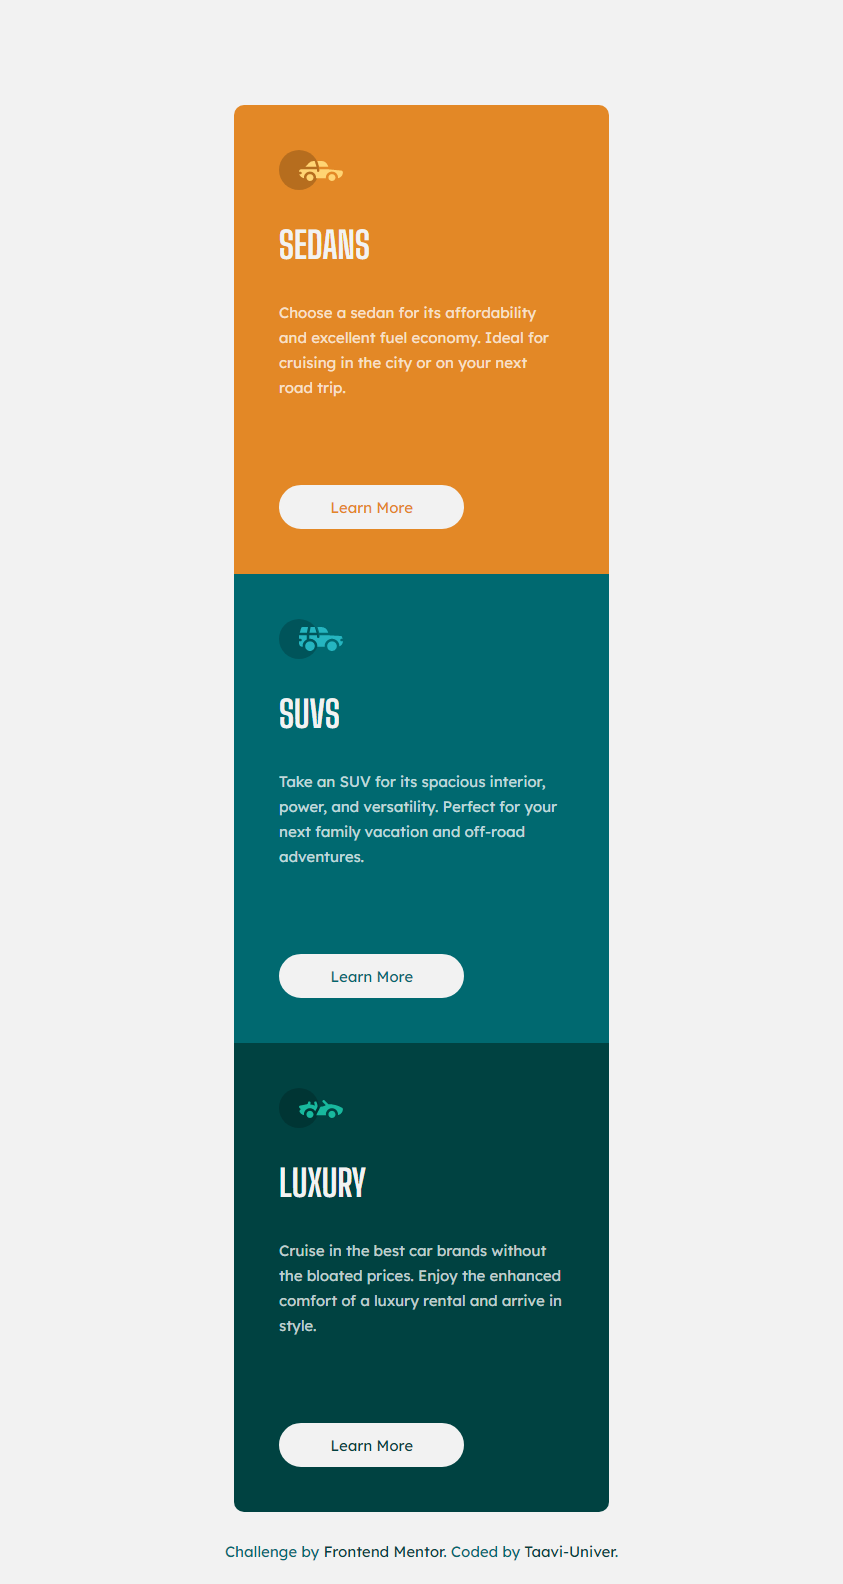 SEDANS
Choose a sedan for its affordability
and excellent fuel economy. Ideal for
cruising in the city or on your next
road trip.
Learn More
SUVS
Take an SUV for its spacious interior,
power, and versatility. Perfect for your
next family vacation and off-road
adventures.
Learn More
LUXURY
Cruise in the best car brands without
the bloated prices. Enjoy the enhanced
comfort of a luxury rental and arrive in
style.
Learn More
Challenge by Frontend Mentor. Coded by Taavi-Univer.